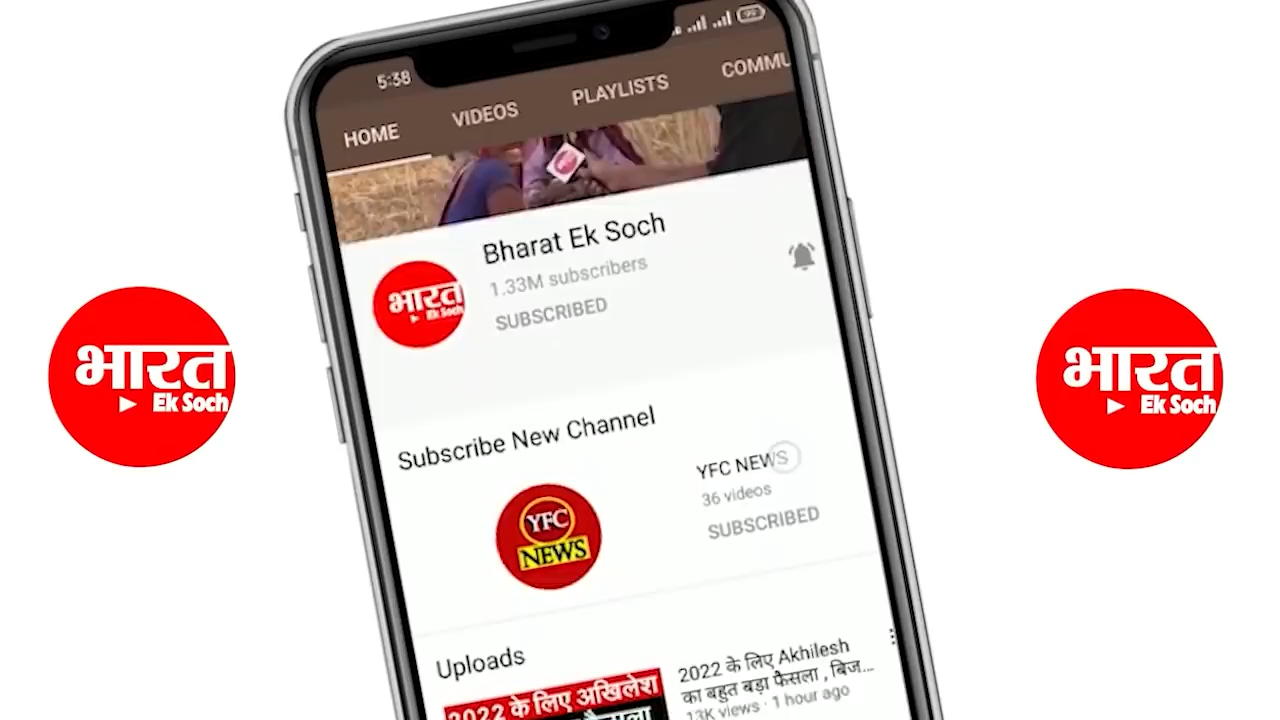 5:38
99
HOME
VIDEOS
PLAYLISTS
COMMU
Bharat Ek Soch
1.33M subscribers
SUBSCRIBED
भारत
Ek Soch
भारत
Ek Soch
भारत
Ek Soch
Subscribe New Channel
YFC NEWS
36 videos
SUBSCRIBED
YFC
NEWS
Uploads
2022 के लिए Akhilesh
का बहुत बड़ा फैसला , बिज...
13K views · 1 hour ago
2022 के लिए अखिलेश